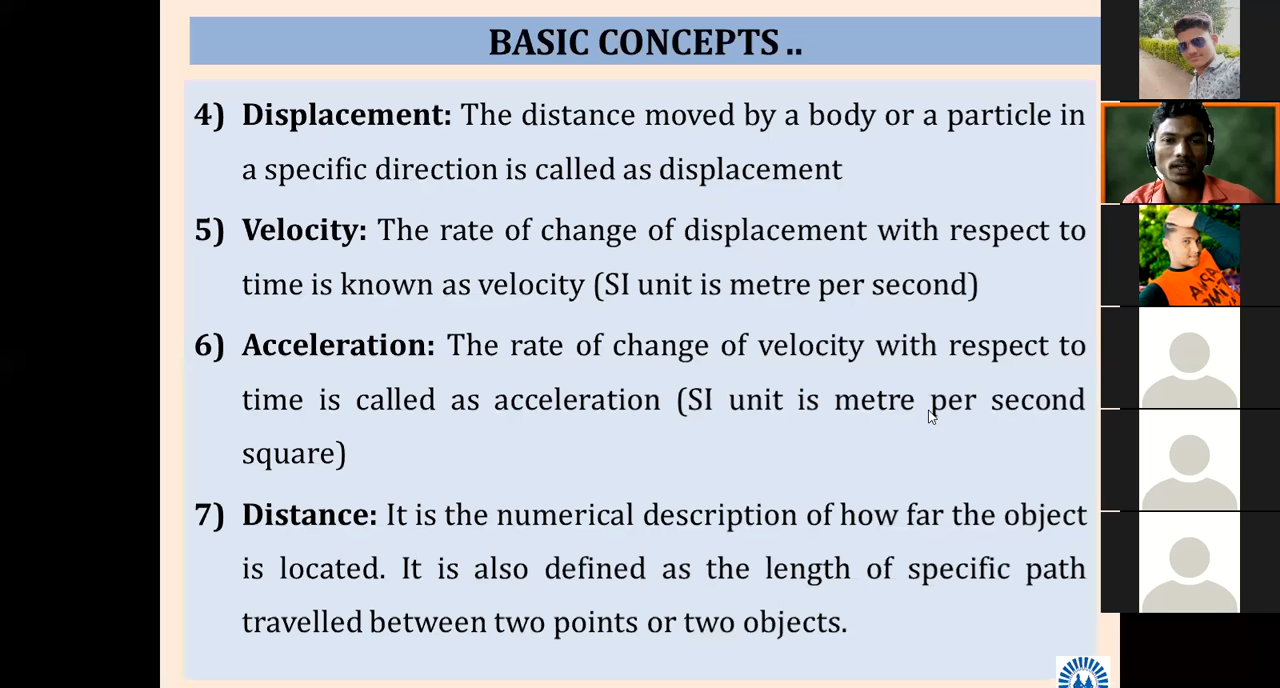 BASIC CONCEPTS ..
4) Displacement: The distance moved by a body or a particle in
a specific direction is called as displacement
5) Velocity: The rate of change of displacement with respect to
time is known as velocity (SI unit is metre per second)
6) Acceleration: The rate of change of velocity with respect to
time is called as acceleration (SI unit is metre per second
square)
7) Distance: It is the numerical description of how far the object
is located. It is also defined as the length of specific path
travelled between two points or two objects.